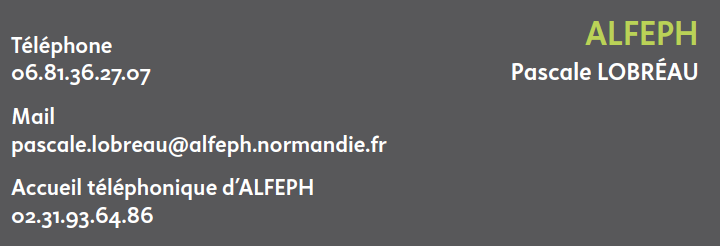 ALFEPH
Pascale LOBRÉAU
Téléphone
06.81.36.27.07
Mail
pascale.lobreau@alfeph.normandie.fr
Accueil téléphonique d’ALFEPH
02.31.93.64.86